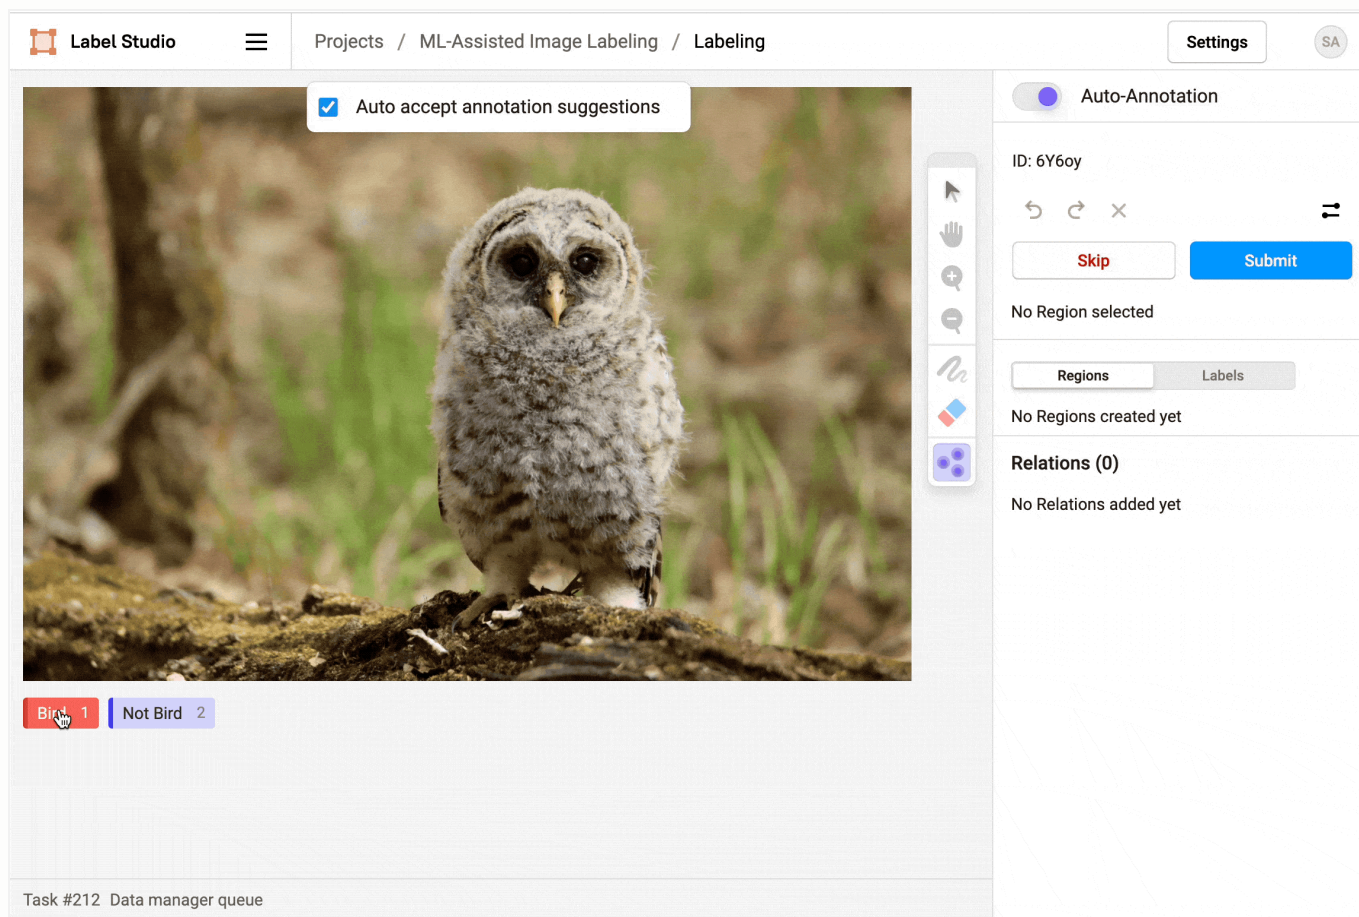 Label Studio
Projects / ML-Assisted Image Labeling / Labeling
Settings
SA
Auto accept annotation suggestions
Auto-Annotation
ID: 6Y6oy
Skip
Submit
No Region selected
Regions
Labels
No Regions created yet
Relations (0)
No Relations added yet
Bird 1
Not Bird 2
Task #212 Data manager queue